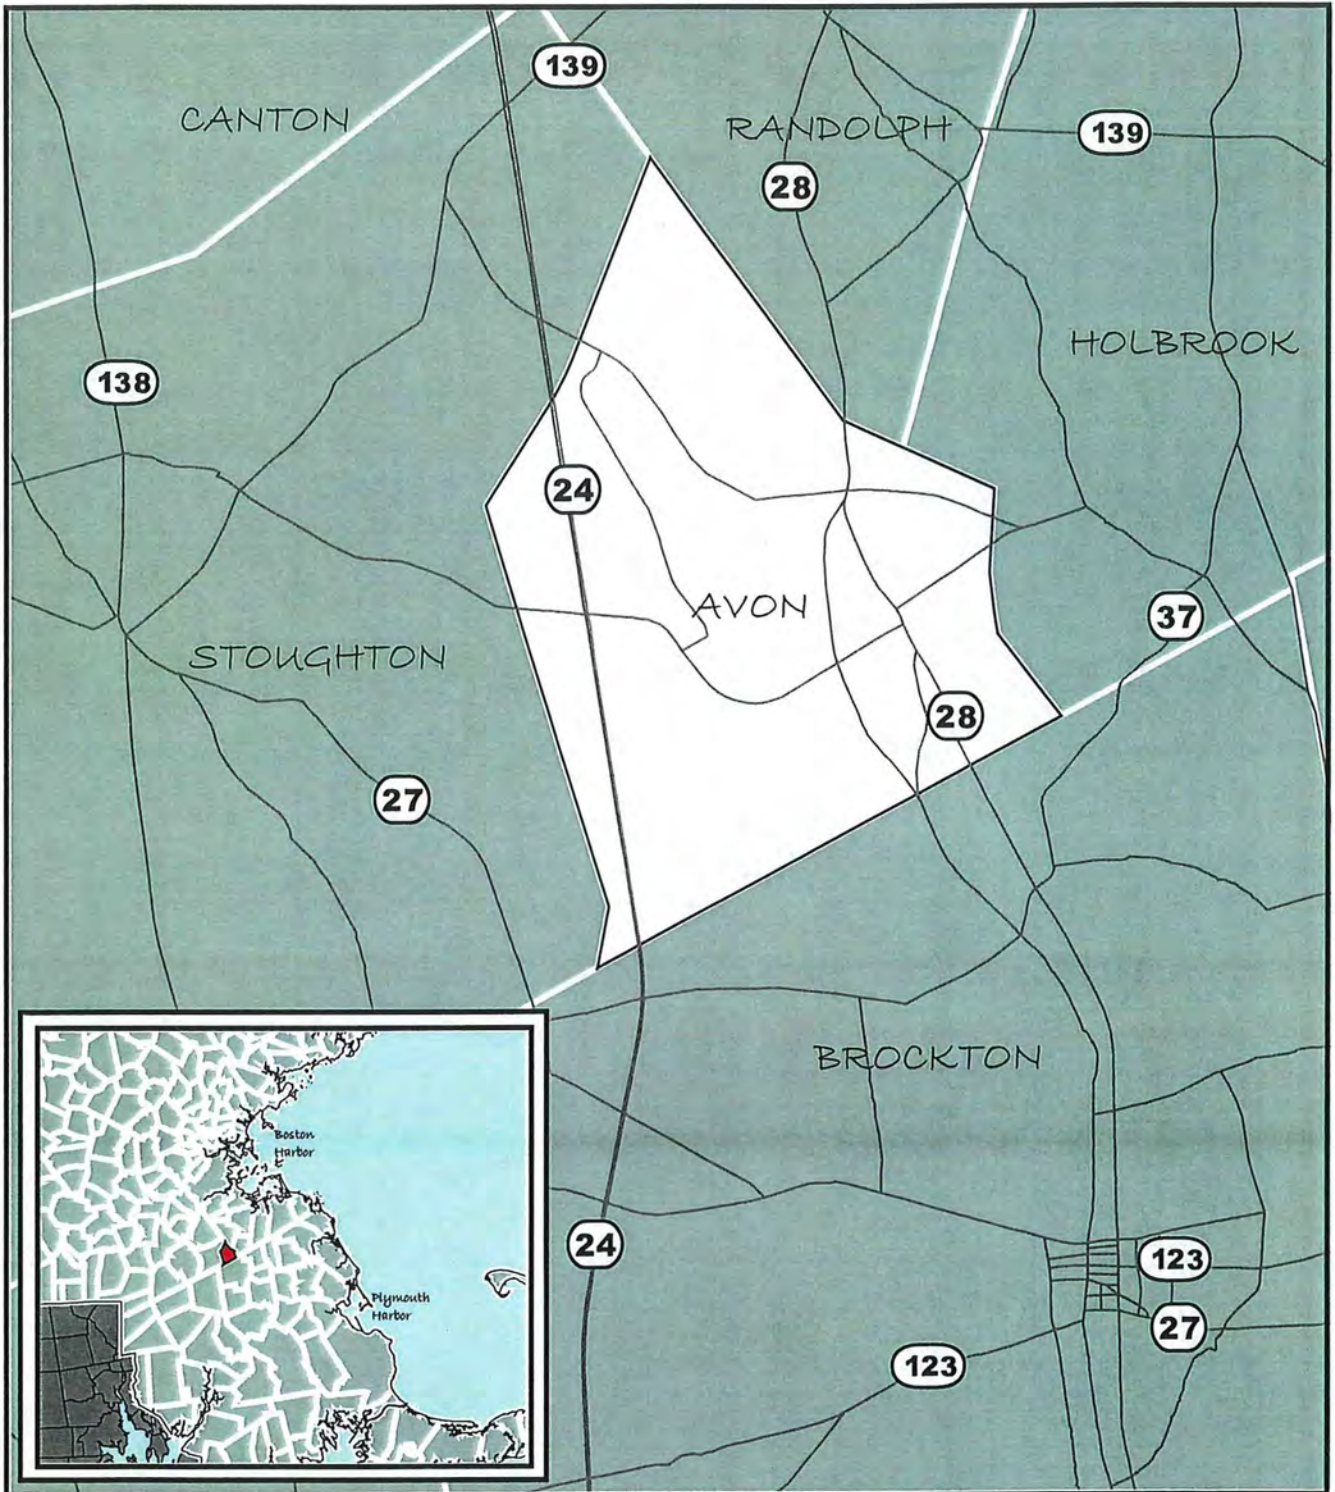 139
CANTON
RANDOLPH
139
28
HOLBROOK
138
24
AVON
37
STOUGHTON
28
27
BROCKTON
Boston
Harbor
24
123
Plymouth
Harbor
27
123